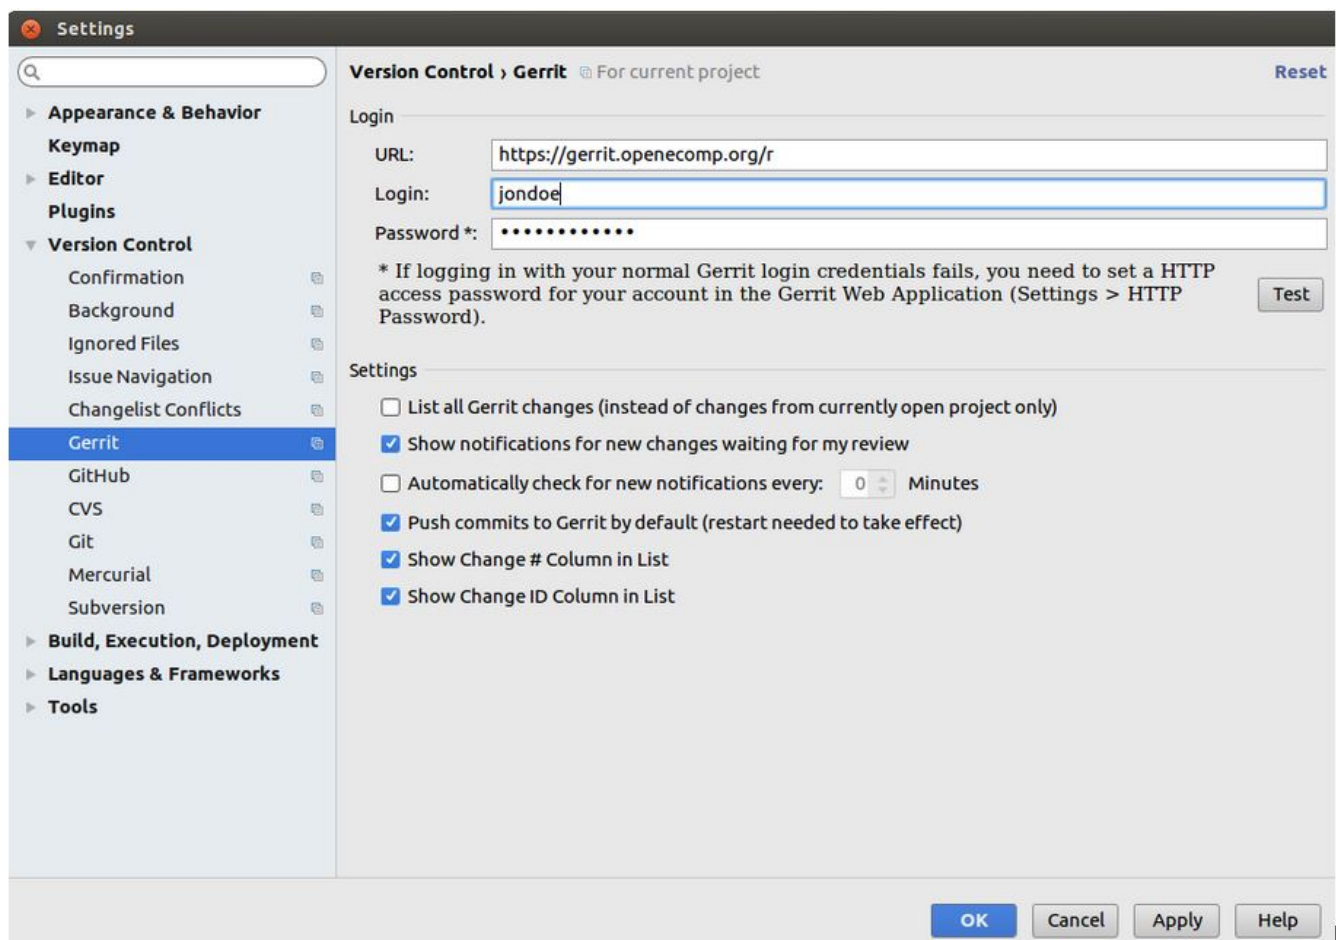 Settings
Appearance & Behavior
Keymap
Editor
Plugins
Version Control
Confirmation
Background
Ignored Files
Issue Navigation
Changelist Conflicts
Gerrit
GitHub
CVS
Git
Mercurial
Subversion
Build, Execution, Deployment
Languages & Frameworks
Tools
Version Control › Gerrit For current project Reset
Login
URL: https://gerrit.openecomp.org/r
Login: jondoe
Password *: ••••••••••••
* If logging in with your normal Gerrit login credentials fails, you need to set a HTTP
access password for your account in the Gerrit Web Application (Settings > HTTP
Password).
Test
Settings
List all Gerrit changes (instead of changes from currently open project only)
Show notifications for new changes waiting for my review
Automatically check for new notifications every: 0 Minutes
Push commits to Gerrit by default (restart needed to take effect)
Show Change # Column in List
Show Change ID Column in List
OK Cancel Apply Help